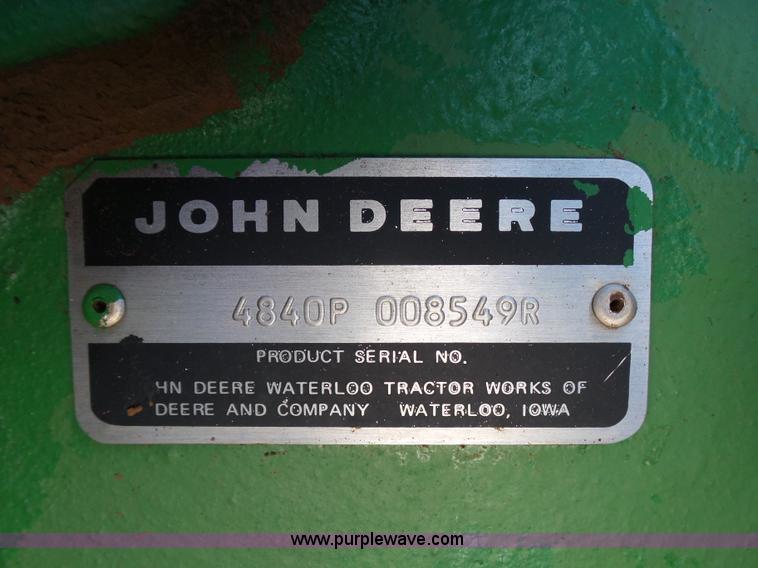 JOHN DEERE
4840P 008549R
PRODUCT SERIAL NO.
HN DEERE WATERLOO TRACTOR WORKS OF
DEERE AND COMPANY WATERLOO, IOWA
www.purplewave.com